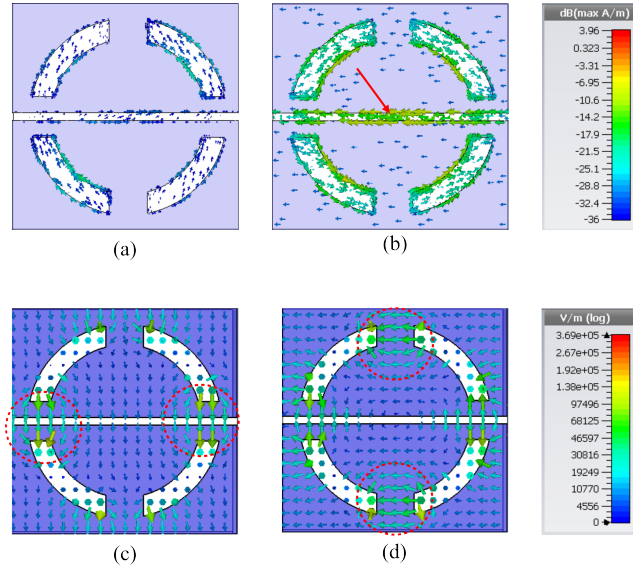 dB(max A/m)
3.96
0.323
-3.31
-6.95
-10.6
-14.2
-17.9
-21.5
-25.1
-28.8
-32.4
-36
(a)
(b)
V/m (log)
3.69e+05
2.67e+05
1.92e+05
1.38e+05
97496
68125
46597
30816
19249
10770
4556
0
(c)
(d)